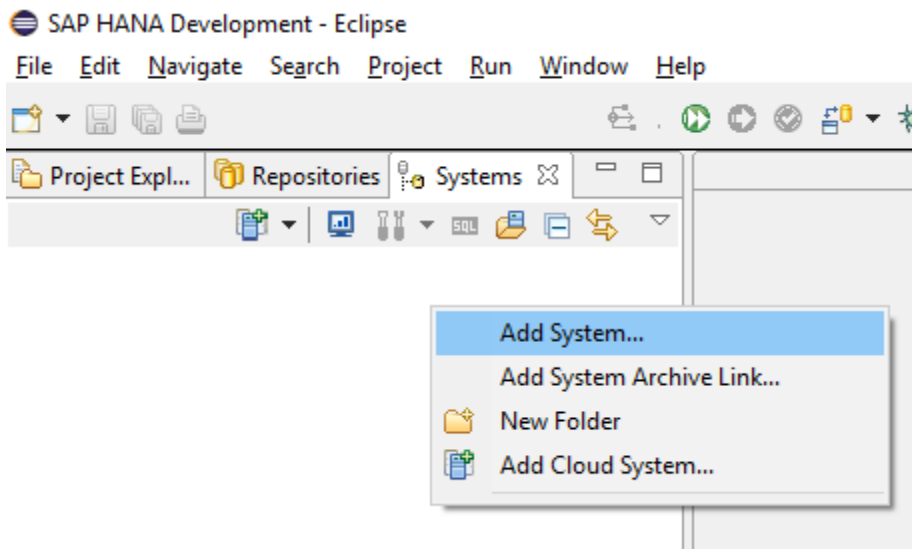 SAP HANA Development - Eclipse
File Edit Navigate Search Project Run Window Help
Project Expl... Repositories Systems
SQL
Add System...
Add System Archive Link...
New Folder
Add Cloud System...